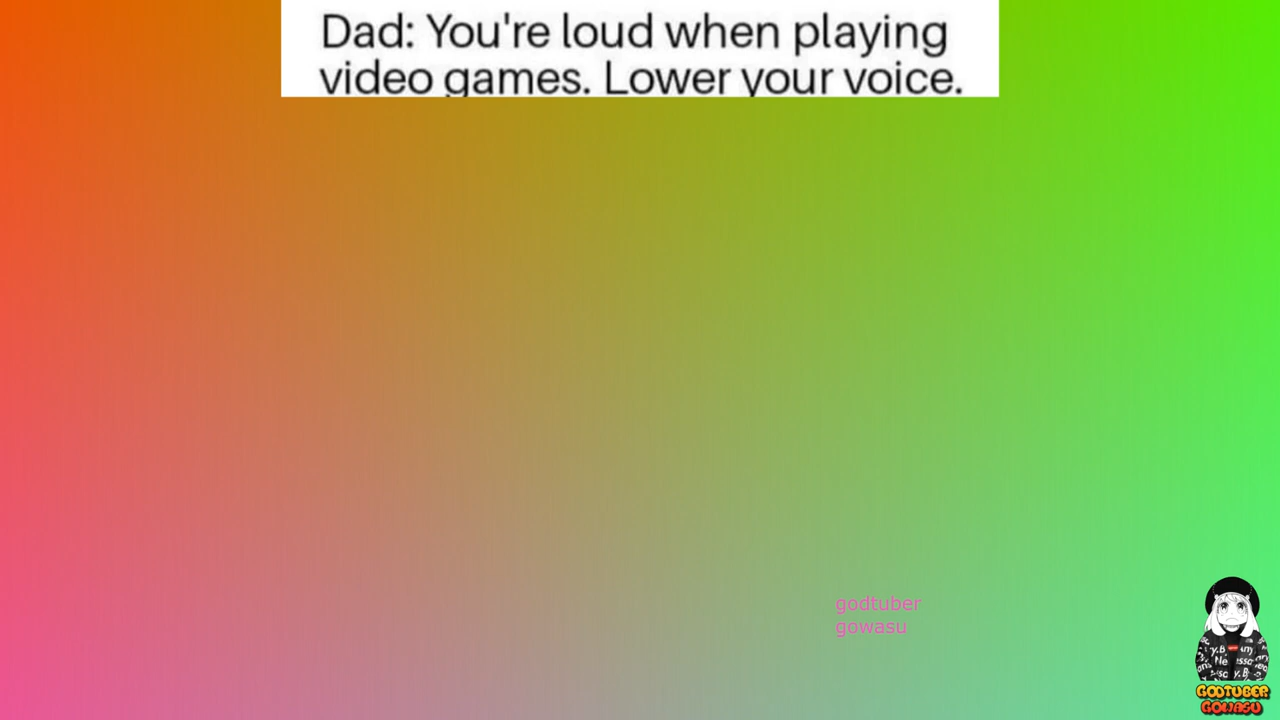 Dad: You're loud when playing
video games. Lower your voice.
godtuber
gowasu
GODTUBER
GOWASU